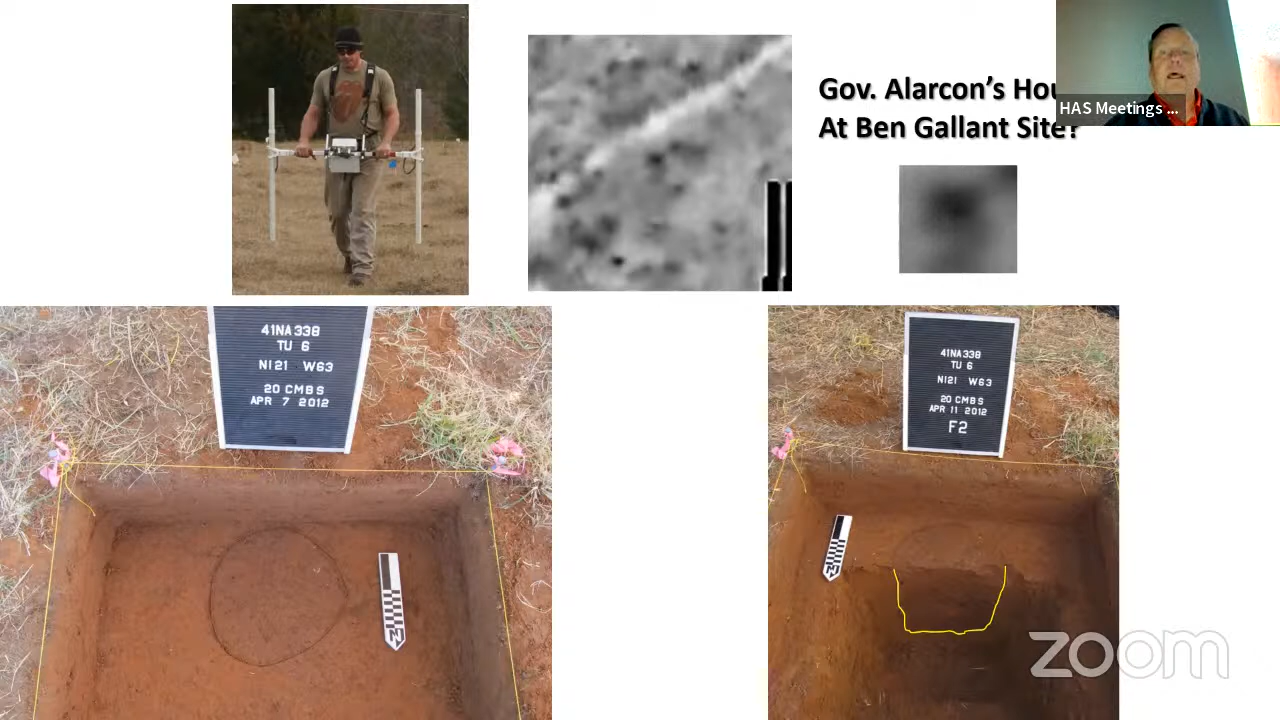 Gov. Alarcon's Hou
At Ben Gallant Site?
HAS Meetings ...
41NA338
TU 6
N121 W63
20 CMBS
APR 7 2012
41NA338
TU 6
N121 W63
20 CMBS
APR 11 2012
F2
N
N
zoom